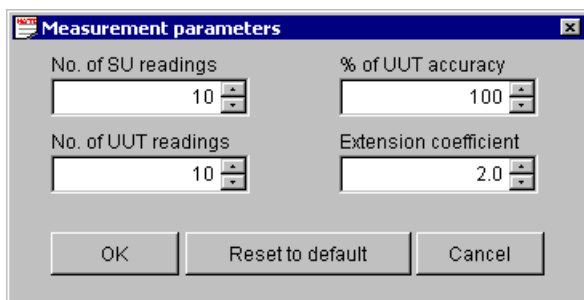 Measurement parameters
No. of SU readings
10
% of UUT accuracy
100
No. of UUT readings
10
Extension coefficient
2.0
OK
Reset to default
Cancel